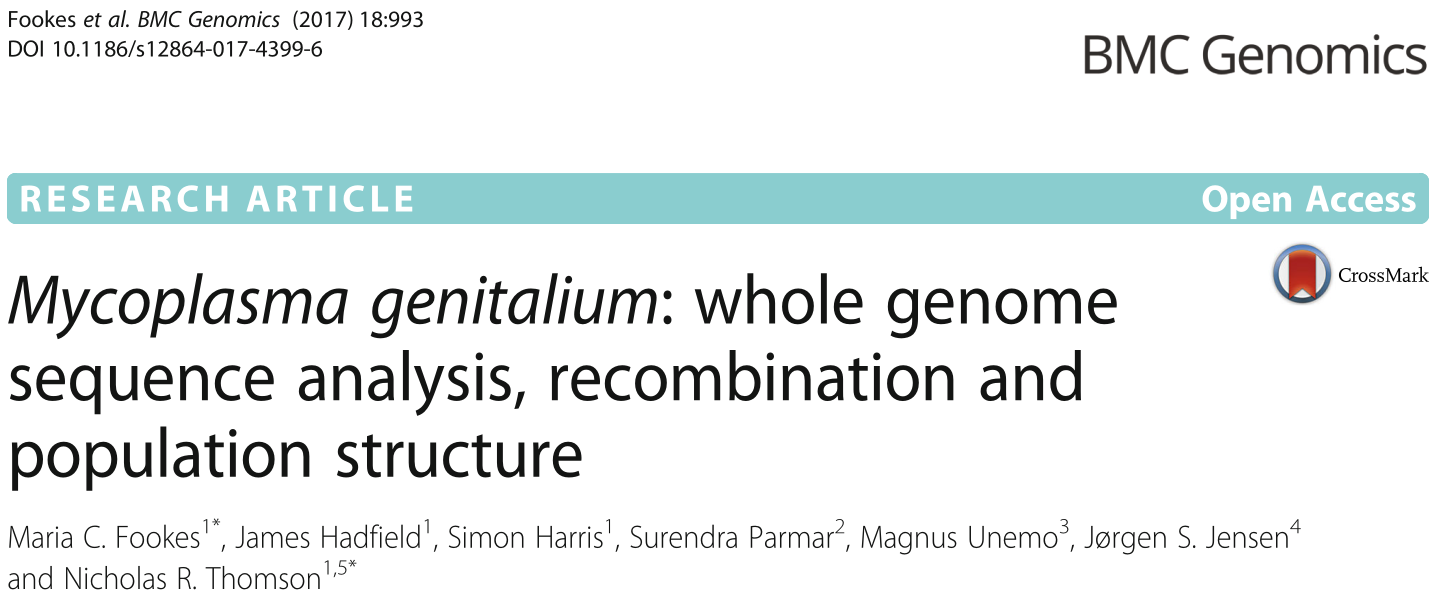 Fookes et al. BMC Genomics (2017) 18:993
DOI 10.1186/s12864-017-4399-6
BMC Genomics
RESEARCH ARTICLE
Open Access
CrossMark
Mycoplasma genitalium: whole genome
sequence analysis, recombination and
population structure
Maria C. Fookes1*, James Hadfield1, Simon Harris1, Surendra Parmar2, Magnus Unemo3, Jørgen S. Jensen4
and Nicholas R. Thomson1,5*